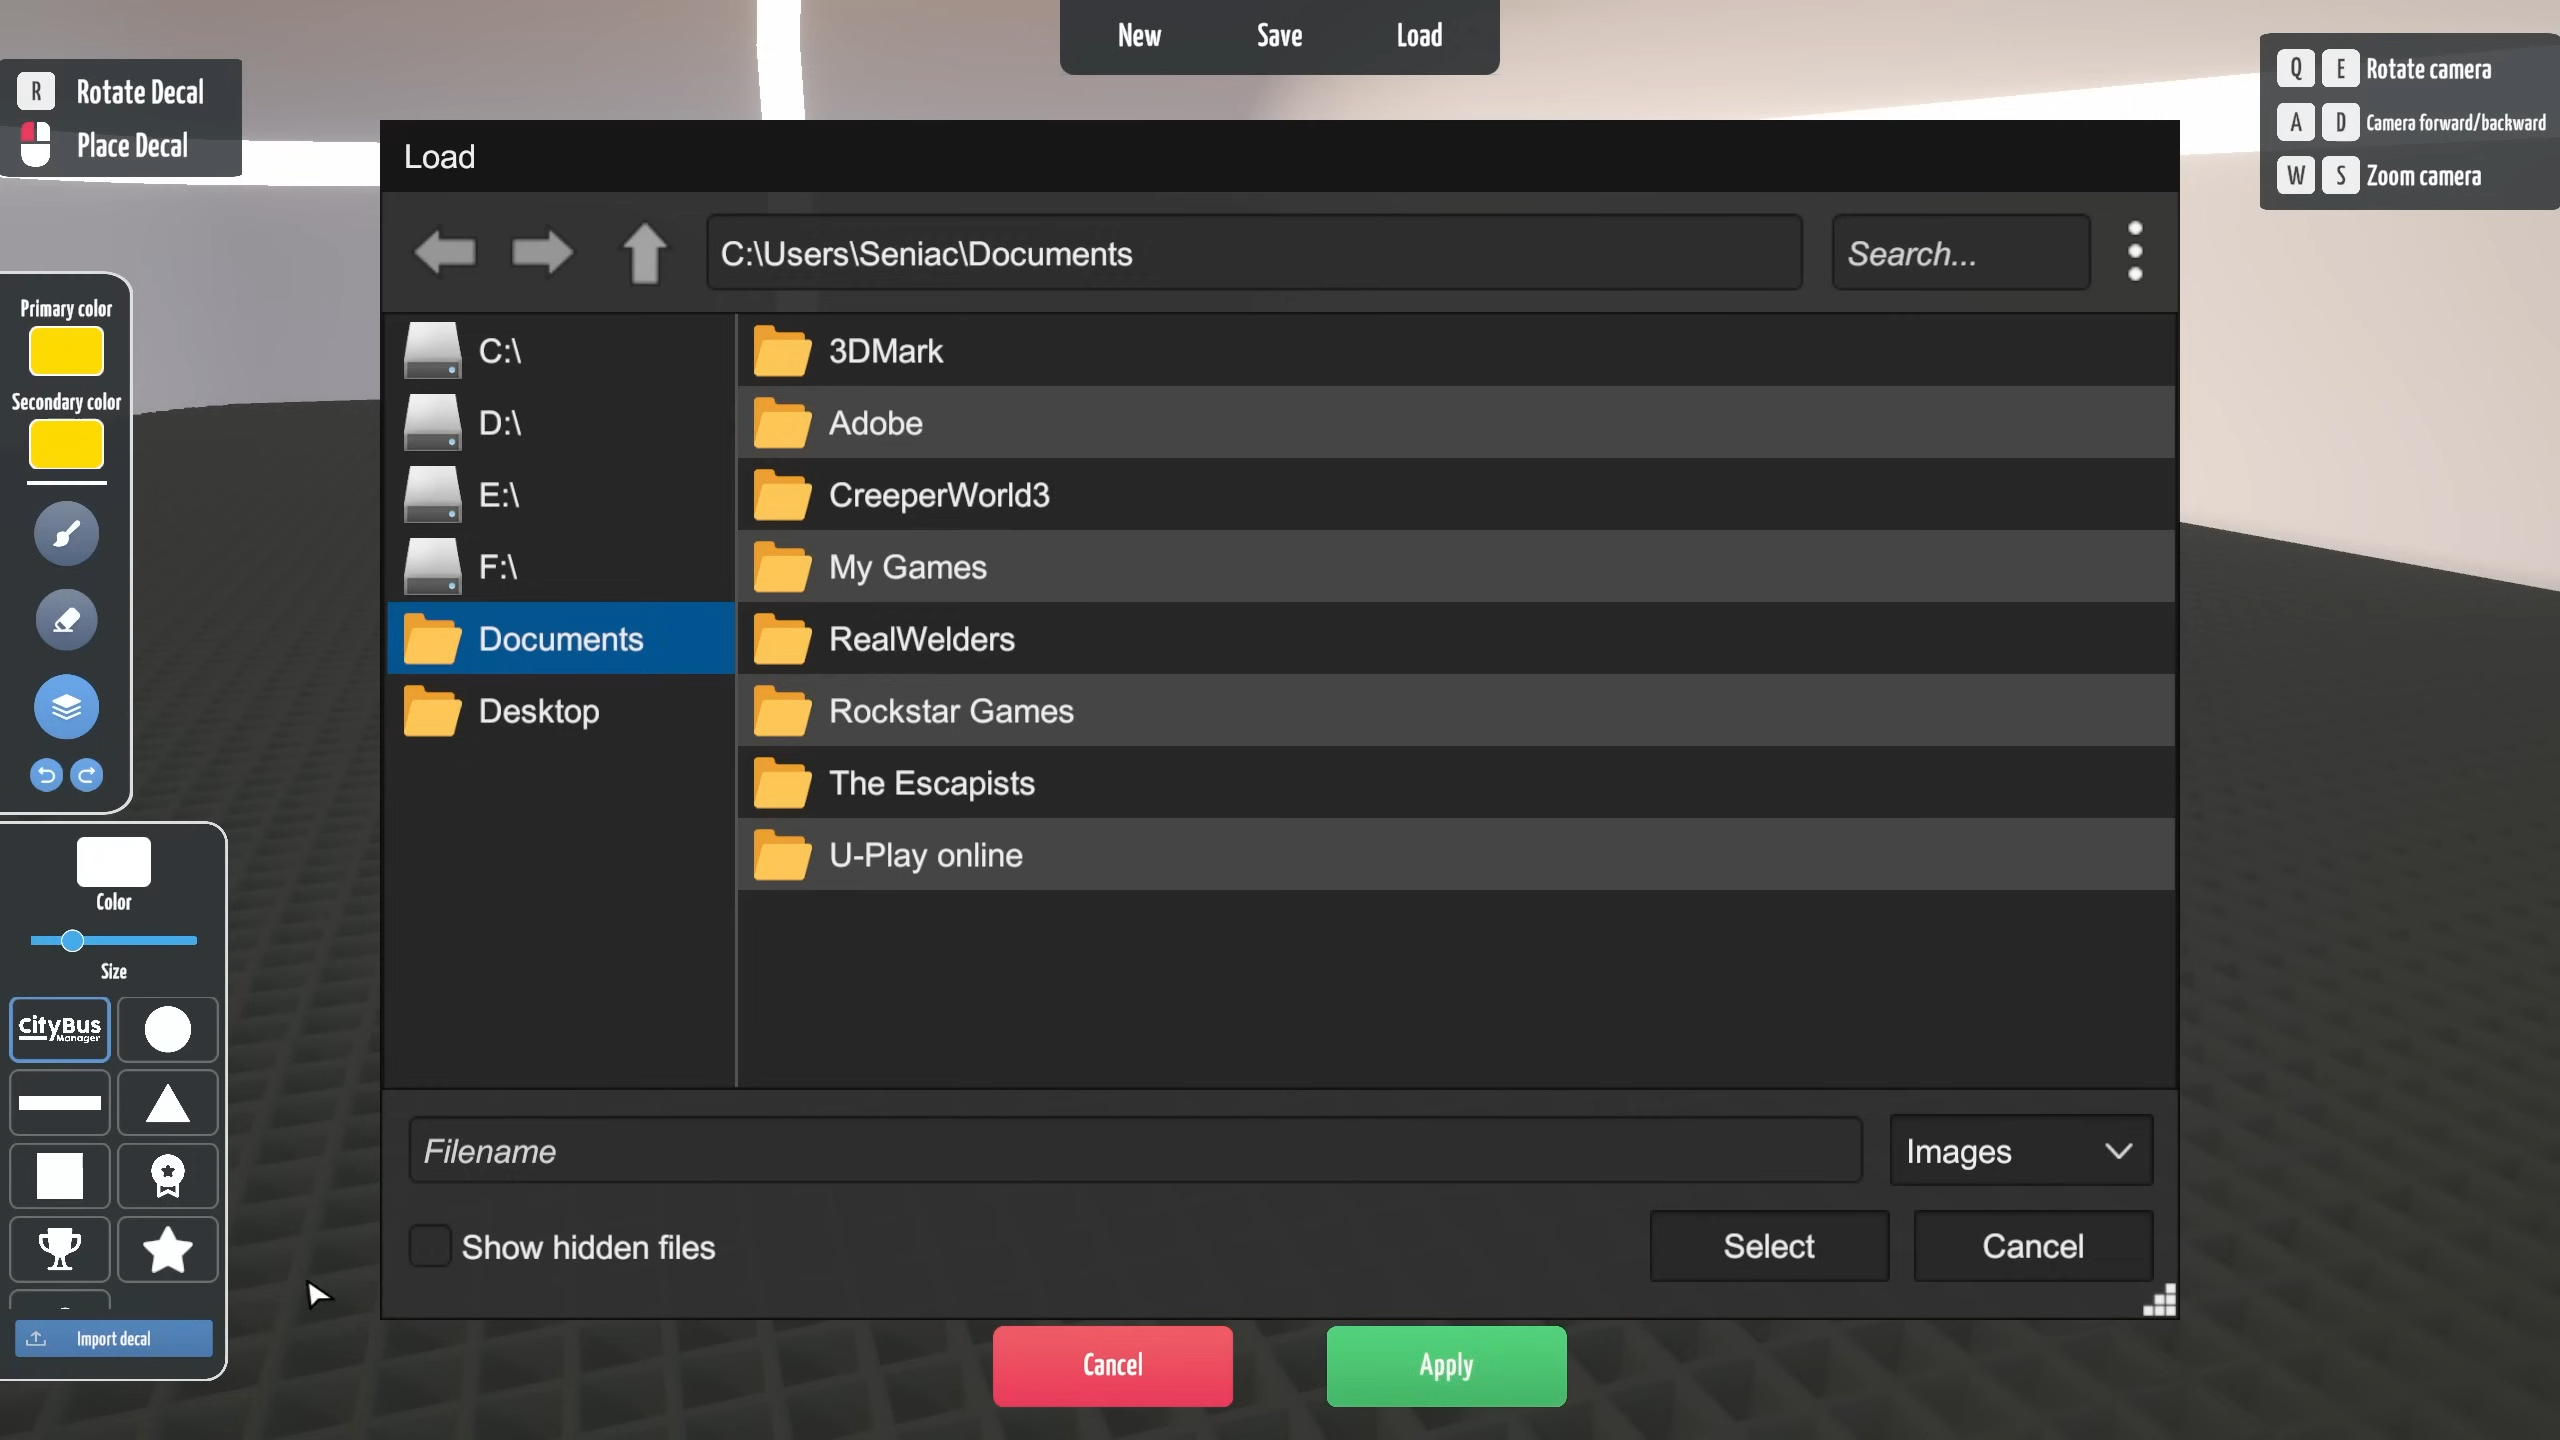 New
Save
Load
R
Rotate Decal
Place Decal
Q
E
Rotate camera
A
D
Camera forward/backward
W
S
Zoom camera
Load
C:\Users\Seniac\Documents
Search...
Primary color
Secondary color
C:\
D:\
E:\
F:\
Documents
Desktop
3DMark
Adobe
CreeperWorld3
My Games
RealWelders
Rockstar Games
The Escapists
U-Play online
Color
Size
CityBus
Manager
Import decal
Filename
Images
Show hidden files
Select
Cancel
Cancel
Apply